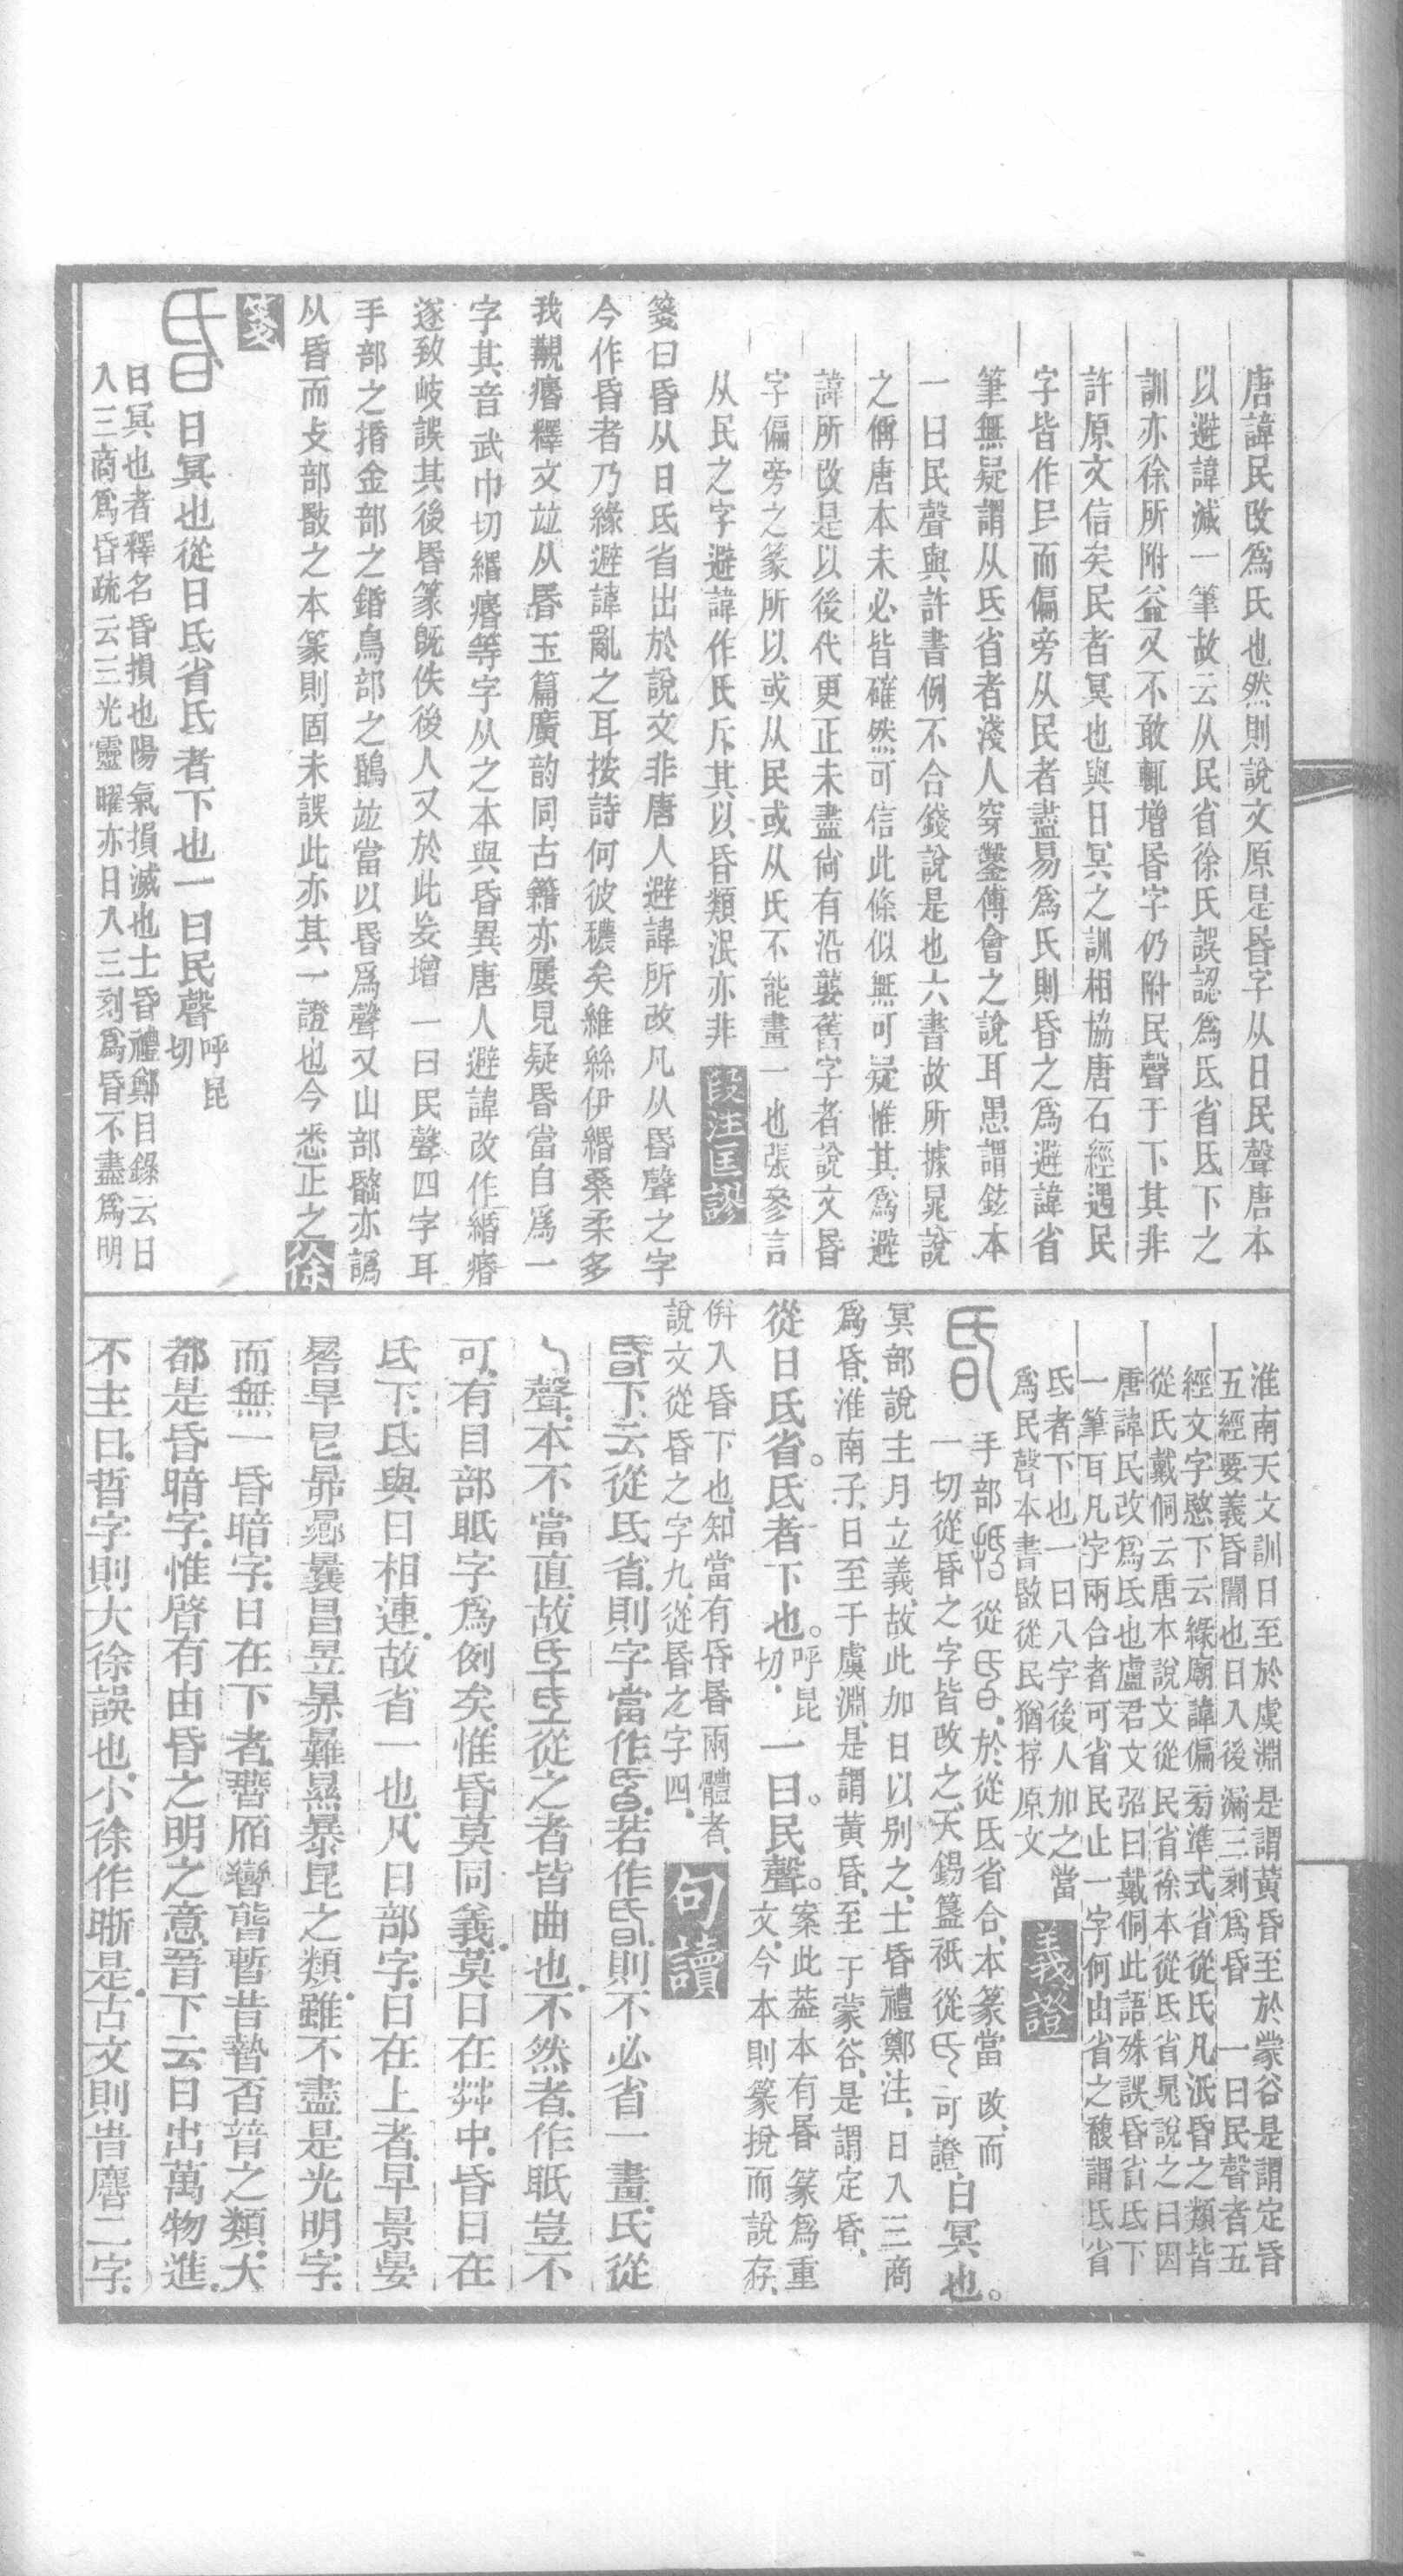 唐諱民改爲氏也然則說文原是昬字从日民聲唐本
以避諱減一筆故云从民省徐氏誤認爲氐省氐下之
訓亦徐所附益又不敢輒增昬字仍附民聲于下其非
許原文信矣民者冥也與日冥之訓相協唐石經遇民
字皆作𫞖而偏旁从民者盡易爲氏則昏之爲避諱省
筆無疑謂从氐省者淺人穿鑿傅會之說耳愚謂鉉本
一曰民聲與許書例不合錢說是也六書故所據晁說
之偁唐本未必皆確然可信此條似無可疑惟其爲避
諱所改是以後代更正未盡尙有沿襲舊字者說文昬
字偏旁之篆所以或从民或从氏不能畫一也張參言
从民之字避諱作氏斥其以昏類泯亦非
段注匡謬
箋曰昏从日氐省出於說文非唐人避諱所改凡从昬聲之字
今作昏者乃緣避諱亂之耳按詩何彼穠矣維絲伊緡桑柔多
我覯痻釋文竝从昬玉篇廣韵同古籍亦屢見疑昬當自爲一
字其音武巾切緡痻等字从之本與昏異唐人避諱改作緍㾞
遂致岐誤其後昬篆旣佚後人又於此妄增一曰民聲四字耳
手部之捪金部之鍲鳥部之鶥竝當以昬爲聲又山部亦譌
从昏而攴部敯之本篆則固未誤此亦其一證也今悉正之
徐
箋
日冥也從日氐省氐者下也一曰民聲呼昆
切
日冥也者釋名昏損也陽氣損滅也士昏禮鄭目錄云日
入三商爲昏疏云三光靈曜亦日入三刻爲昏不盡爲明
淮南天文訓日至於虞淵是謂黃昏至於蒙谷是謂定昏
五經要義昏闇也日入後漏三刻爲昏一曰民聲者五
經文字愍下云緣廟諱偏㫄準式省從氏凡泯昏之類皆
從氏戴侗云唐本說文從民省徐本從氐省晁說之曰因
唐諱民改爲氐也盧君文弨曰戴侗此語殊誤昏省氐下
一筆耳凡字兩合者可省民止一字何由省之馥謂氐省
氐者下也一曰八字後人加之當
爲民聲本書敯從民猶存原文
義證
手部從於從氐省合本篆當改而
一切從昏之字皆改之天錫簋祇從可證
日冥也。
冥部說主月立義故此加日以別之士昏禮鄭注日入三商
爲昏淮南子日至于虞淵是謂黃昏至于蒙谷是謂定昏
從日氐省。氐者下也。呼昆
切
一曰民聲。案此葢本有昬篆爲重
文今本則篆挩而說存
倂入昏下也知當有昏昬兩體者
說文從昏之字九從昬之字四
句讀
下云從氐省則字當作若作則不必省一畫氏從
乁聲本不當直故從之者皆曲也不然者作眂豈不
可有目部眂字爲例矣惟昏莫同義莫日在茻中昏日在
氐下氐與日相連故省一也凡日部字日在上者早景晏
晷旱㫐昴曏曩昌昱㬥暴昆之類雖不盡是光明字
而無一昏暗字日在下者暫昔否普之類大
都是昏暗字惟晵有由昏之明之意晉下云日出萬物進
不主日晢字則大徐誤也小徐作晣是古文則二字